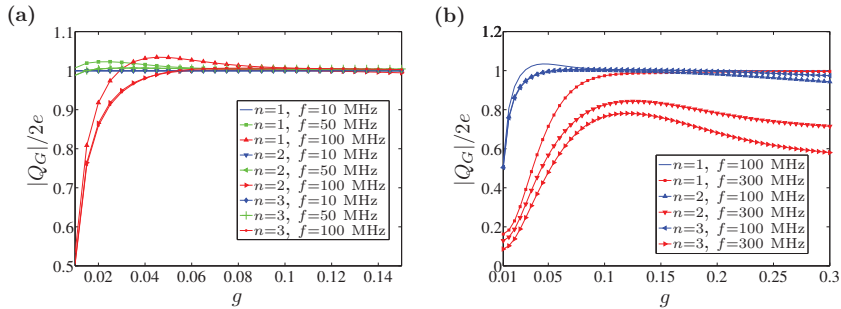 (a)
1.1
1
0.9
0.8
0.7
0.6
0.5
|Q_G|/2e
n=1, f=10 MHz
n=1, f=50 MHz
n=1, f=100 MHz
n=2, f=10 MHz
n=2, f=50 MHz
n=2, f=100 MHz
n=3, f=10 MHz
n=3, f=50 MHz
n=3, f=100 MHz
0.02 0.04 0.06 0.08 0.1 0.12 0.14
g
(b)
1.2
1
0.8
0.6
0.4
0.2
0
|Q_G|/2e
n=1, f=100 MHz
n=1, f=300 MHz
n=2, f=100 MHz
n=2, f=300 MHz
n=3, f=100 MHz
n=3, f=300 MHz
0.01 0.05 0.1 0.15 0.2 0.25 0.3
g